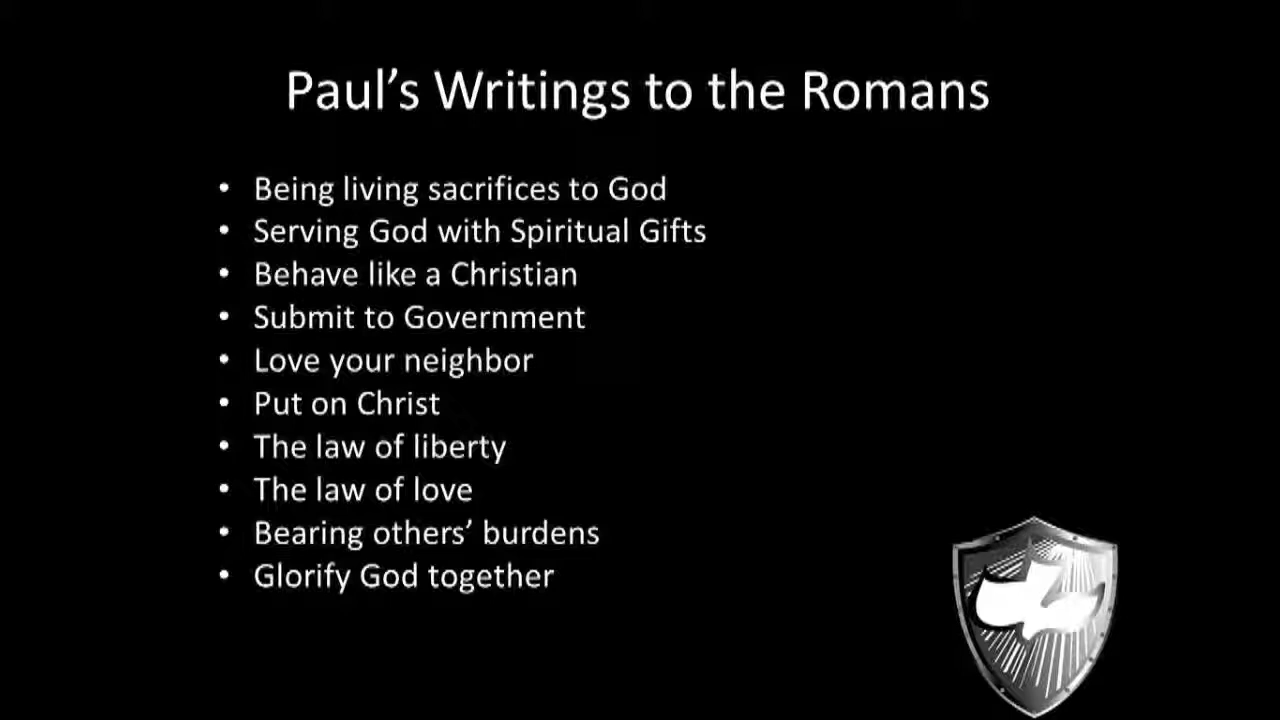 Paul’s Writings to the Romans
• Being living sacrifices to God
• Serving God with Spiritual Gifts
• Behave like a Christian
• Submit to Government
• Love your neighbor
• Put on Christ
• The law of liberty
• The law of love
• Bearing others’ burdens
• Glorify God together